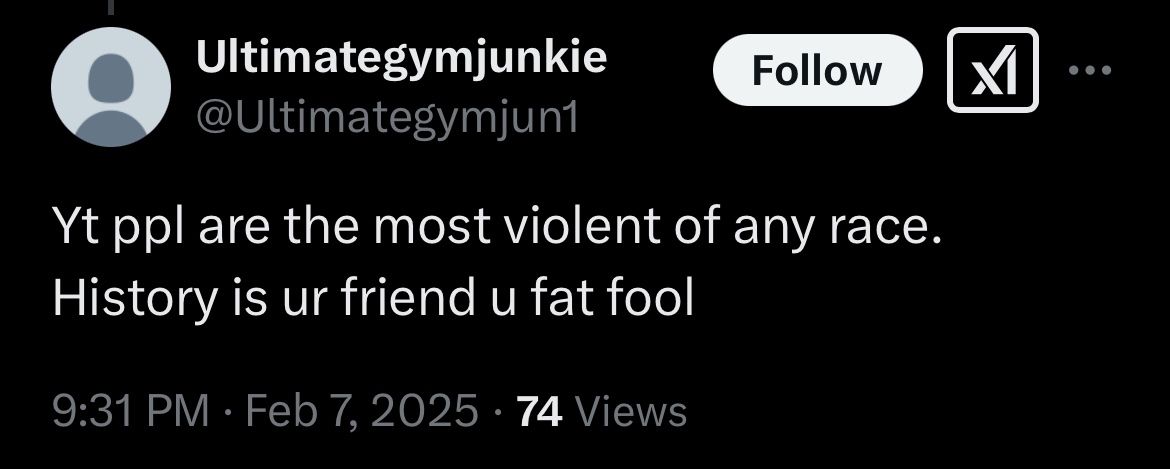 Ultimategymjunkie
@Ultimategymjun1
Follow
Yt ppl are the most violent of any race.
History is ur friend u fat fool
9:31 PM · Feb 7, 2025 · 74 Views